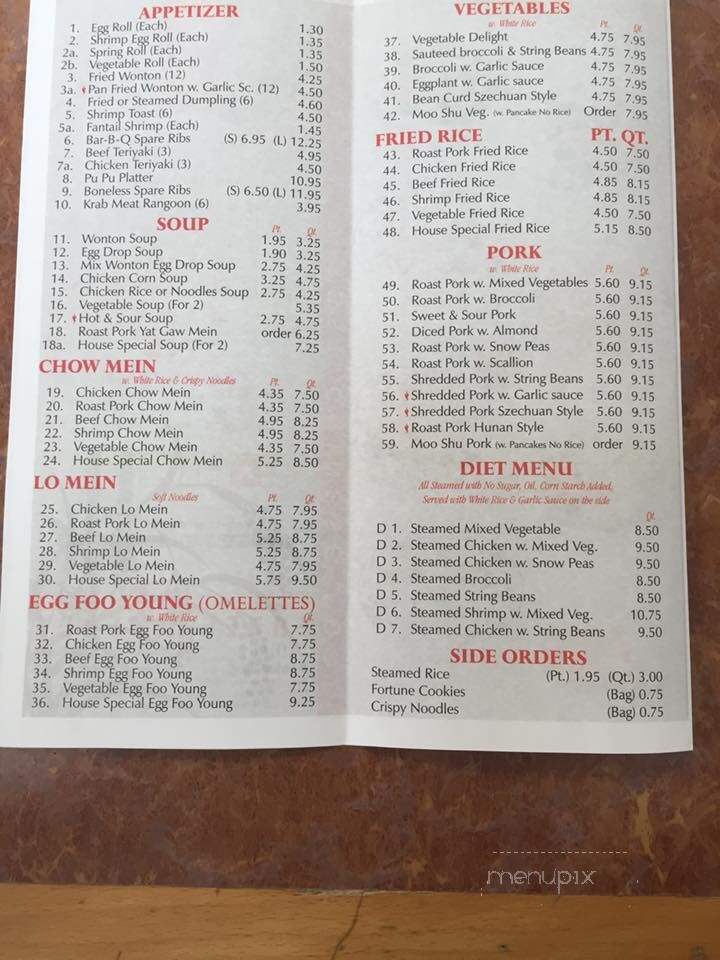 APPETIZER
1. Egg Roll (Each) 1.30
2. Shrimp Egg Roll (Each) 1.35
2a. Spring Roll (Each) 1.35
2b. Vegetable Roll (Each) 1.50
3. Fried Wonton (12) 4.25
3a. Pan Fried Wonton w. Garlic Sc. (12) 4.50
4. Fried or Steamed Dumpling (6) 4.60
5. Shrimp Toast (6) 4.50
5a. Fantail Shrimp (Each) 1.45
6. Bar-B-Q Spare Ribs (S) 6.95 (L) 12.25
7. Beef Teriyaki (3) 4.95
7a. Chicken Teriyaki (3) 4.50
8. Pu Pu Platter 10.95
9. Boneless Spare Ribs (S) 6.50 (L) 11.95
10. Krab Meat Rangoon (6) 3.95
SOUP
Pt. Qt.
11. Wonton Soup 1.95 3.25
12. Egg Drop Soup 1.90 3.25
13. Mix Wonton Egg Drop Soup 2.75 4.25
14. Chicken Corn Soup 3.25 4.75
15. Chicken Rice or Noodles Soup 2.75 4.25
16. Vegetable Soup (For 2) 5.35
17. Hot & Sour Soup 2.75 4.75
18. Roast Pork Yat Gaw Mein order 6.25
18a. House Special Soup (For 2) 7.25
CHOW MEIN
w. White Rice & Crispy Noodles Pt. Qt.
19. Chicken Chow Mein 4.35 7.50
20. Roast Pork Chow Mein 4.35 7.50
21. Beef Chow Mein 4.95 8.25
22. Shrimp Chow Mein 4.95 8.25
23. Vegetable Chow Mein 4.35 7.50
24. House Special Chow Mein 5.25 8.50
LO MEIN
Soft Noodles Pt. Qt.
25. Chicken Lo Mein 4.75 7.95
26. Roast Pork Lo Mein 4.75 7.95
27. Beef Lo Mein 5.25 8.75
28. Shrimp Lo Mein 5.25 8.75
29. Vegetable Lo Mein 4.75 7.95
30. House Special Lo Mein 5.75 9.50
EGG FOO YOUNG (OMELETTES)
w. White Rice Qt.
31. Roast Pork Egg Foo Young 7.75
32. Chicken Egg Foo Young 7.75
33. Beef Egg Foo Young 8.75
34. Shrimp Egg Foo Young 8.75
35. Vegetable Egg Foo Young 7.75
36. House Special Egg Foo Young 9.25
VEGETABLES
w. White Rice Pt. Qt.
37. Vegetable Delight 4.75 7.95
38. Sauteed broccoli & String Beans 4.75 7.95
39. Broccoli w. Garlic sauce 4.75 7.95
40. Eggplant w. Garlic sauce 4.75 7.95
41. Bean Curd Szechuan Style 4.75 7.95
42. Moo Shu Veg. (w. Pancake No Rice) Order 7.95
FRIED RICE PT. QT.
43. Roast Pork Fried Rice 4.50 7.50
44. Chicken Fried Rice 4.50 7.50
45. Beef Fried Rice 4.85 8.15
46. Shrimp Fried Rice 4.85 8.15
47. Vegetable Fried Rice 4.50 7.50
48. House Special Fried Rice 5.15 8.50
PORK
w. White Rice Pt. Qt.
49. Roast Pork w. Mixed Vegetables 5.60 9.15
50. Roast Pork w. Broccoli 5.60 9.15
51. Sweet & Sour Pork 5.60 9.15
52. Diced Pork w. Almond 5.60 9.15
53. Roast Pork w. Snow Peas 5.60 9.15
54. Roast Pork w. Scallion 5.60 9.15
55. Shredded Pork w. String Beans 5.60 9.15
56. Shredded Pork w. Garlic sauce 5.60 9.15
57. Shredded Pork Szechuan Style 5.60 9.15
58. Roast Pork Hunan Style 5.60 9.15
59. Moo Shu Pork (w. Pancakes No Rice) order 9.15
DIET MENU
All Steamed with No Sugar, Oil, Corn Starch Added,
Served with White Rice & Garlic Sauce on the side
Qt.
D 1. Steamed Mixed Vegetable 8.50
D 2. Steamed Chicken w. Mixed Veg. 9.50
D 3. Steamed Chicken w. Snow Peas 9.50
D 4. Steamed Broccoli 8.50
D 5. Steamed String Beans 8.50
D 6. Steamed Shrimp w. Mixed Veg. 10.75
D 7. Steamed Chicken w. String Beans 9.50
SIDE ORDERS
Steamed Rice (Pt.) 1.95 (Qt.) 3.00
Fortune Cookies (Bag) 0.75
Crispy Noodles (Bag) 0.75
menupix